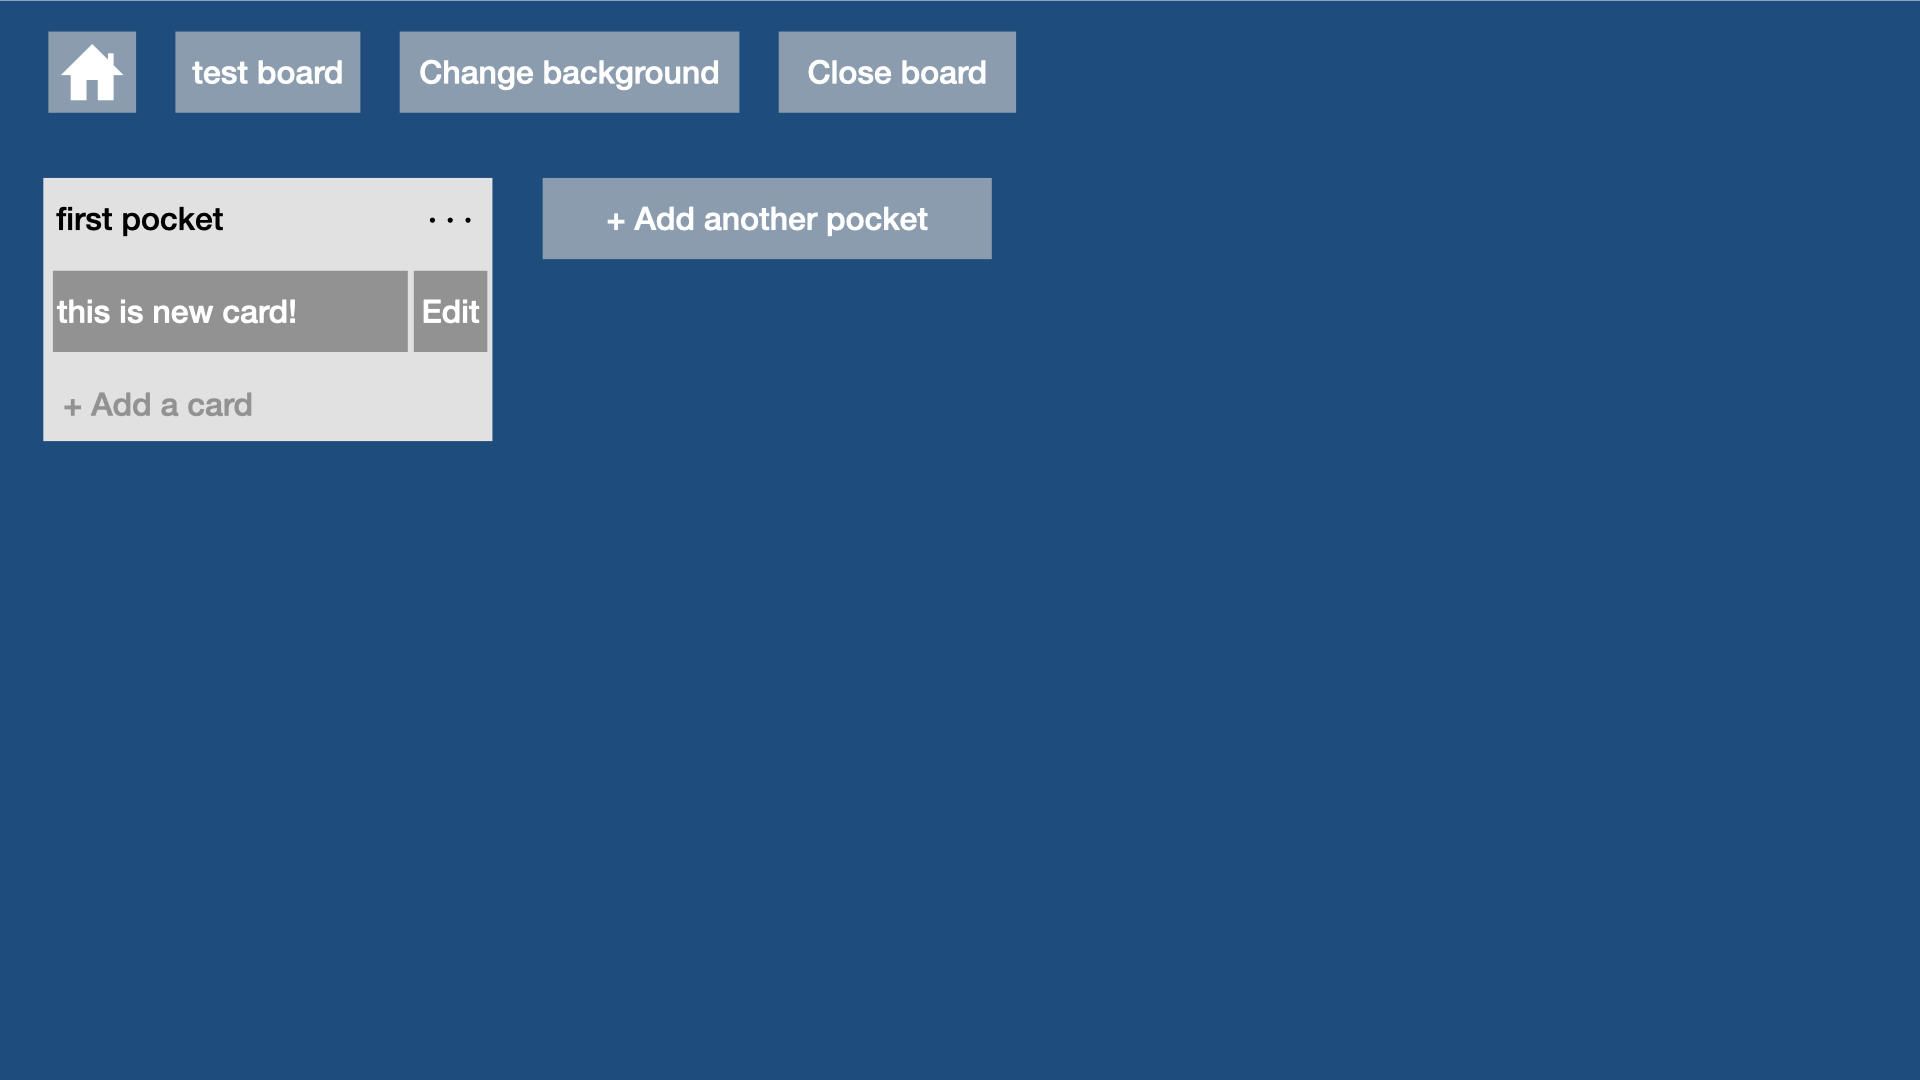 test board
Change background
Close board
first pocket
...
+ Add another pocket
this is new card!
Edit
+ Add a card